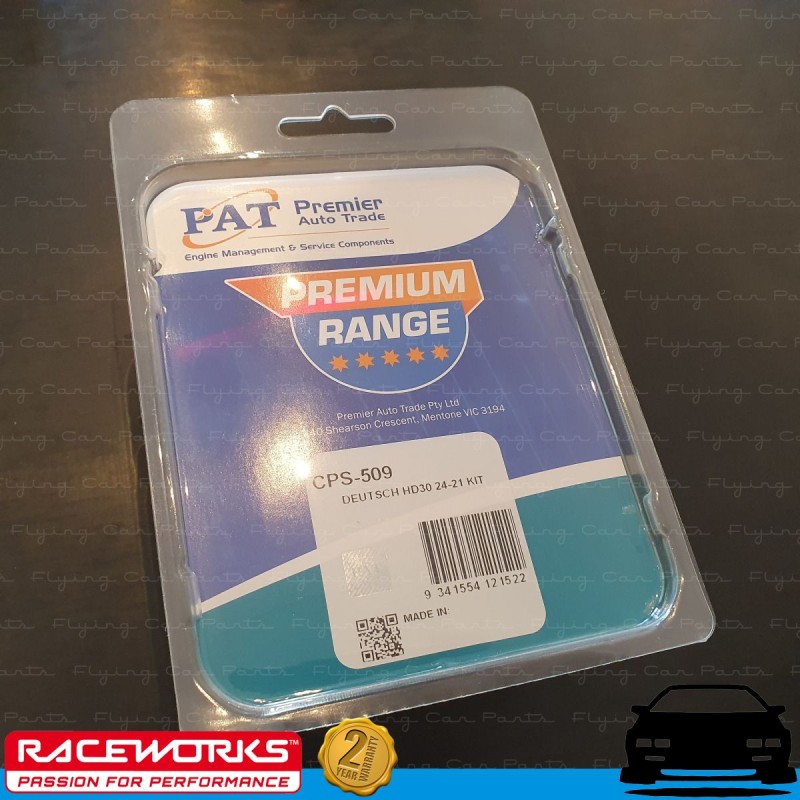 PAT Premier
Auto Trade
Engine Management & Service Components
PREMIUM
RANGE
Premier Auto Trade Pty Ltd
40 Shearson Crescent, Mentone VIC 3194
CPS-509
DEUTSCH HD30 24-21 KIT
9 341554 121522
MADE IN:
RACEWORKS™
PASSION FOR PERFORMANCE
2
YEAR WARRANTY
Flying Car Parts